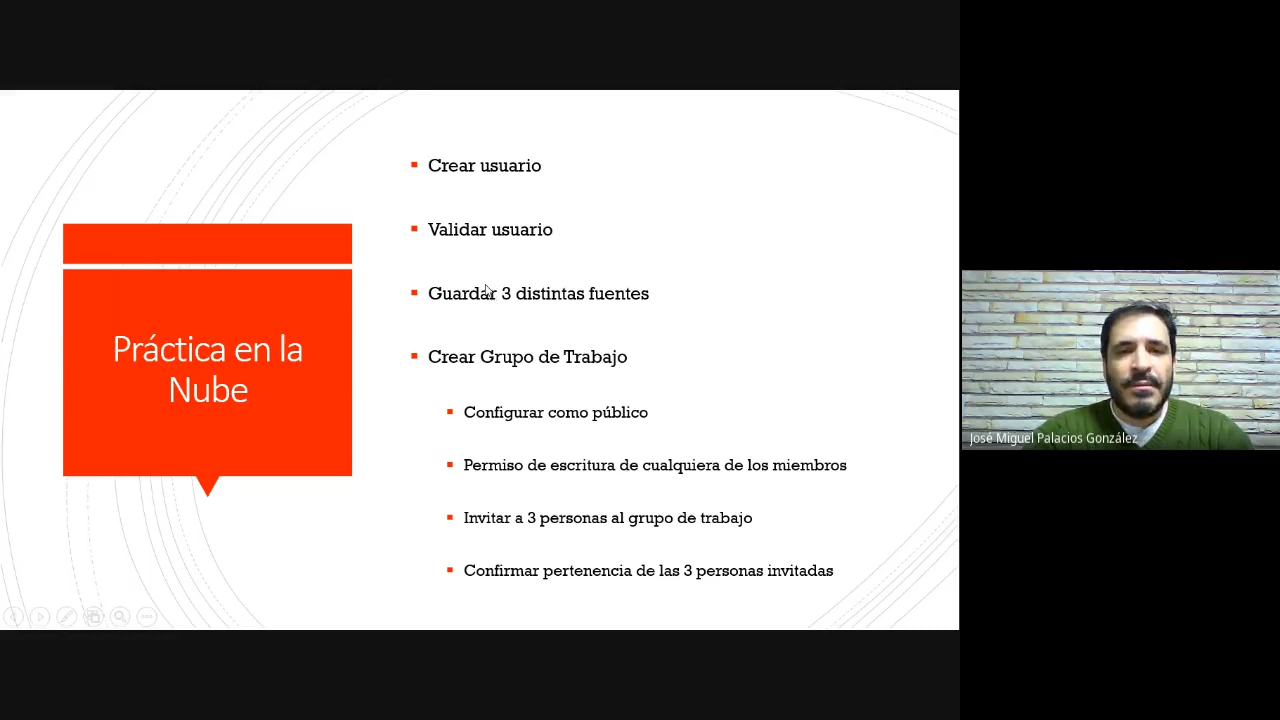 Práctica en la
Nube
Crear usuario
Validar usuario
Guardar 3 distintas fuentes
Crear Grupo de Trabajo
Configurar como público
Permiso de escritura de cualquiera de los miembros
Invitar a 3 personas al grupo de trabajo
Confirmar pertenencia de las 3 personas invitadas
José Miguel Palacios González